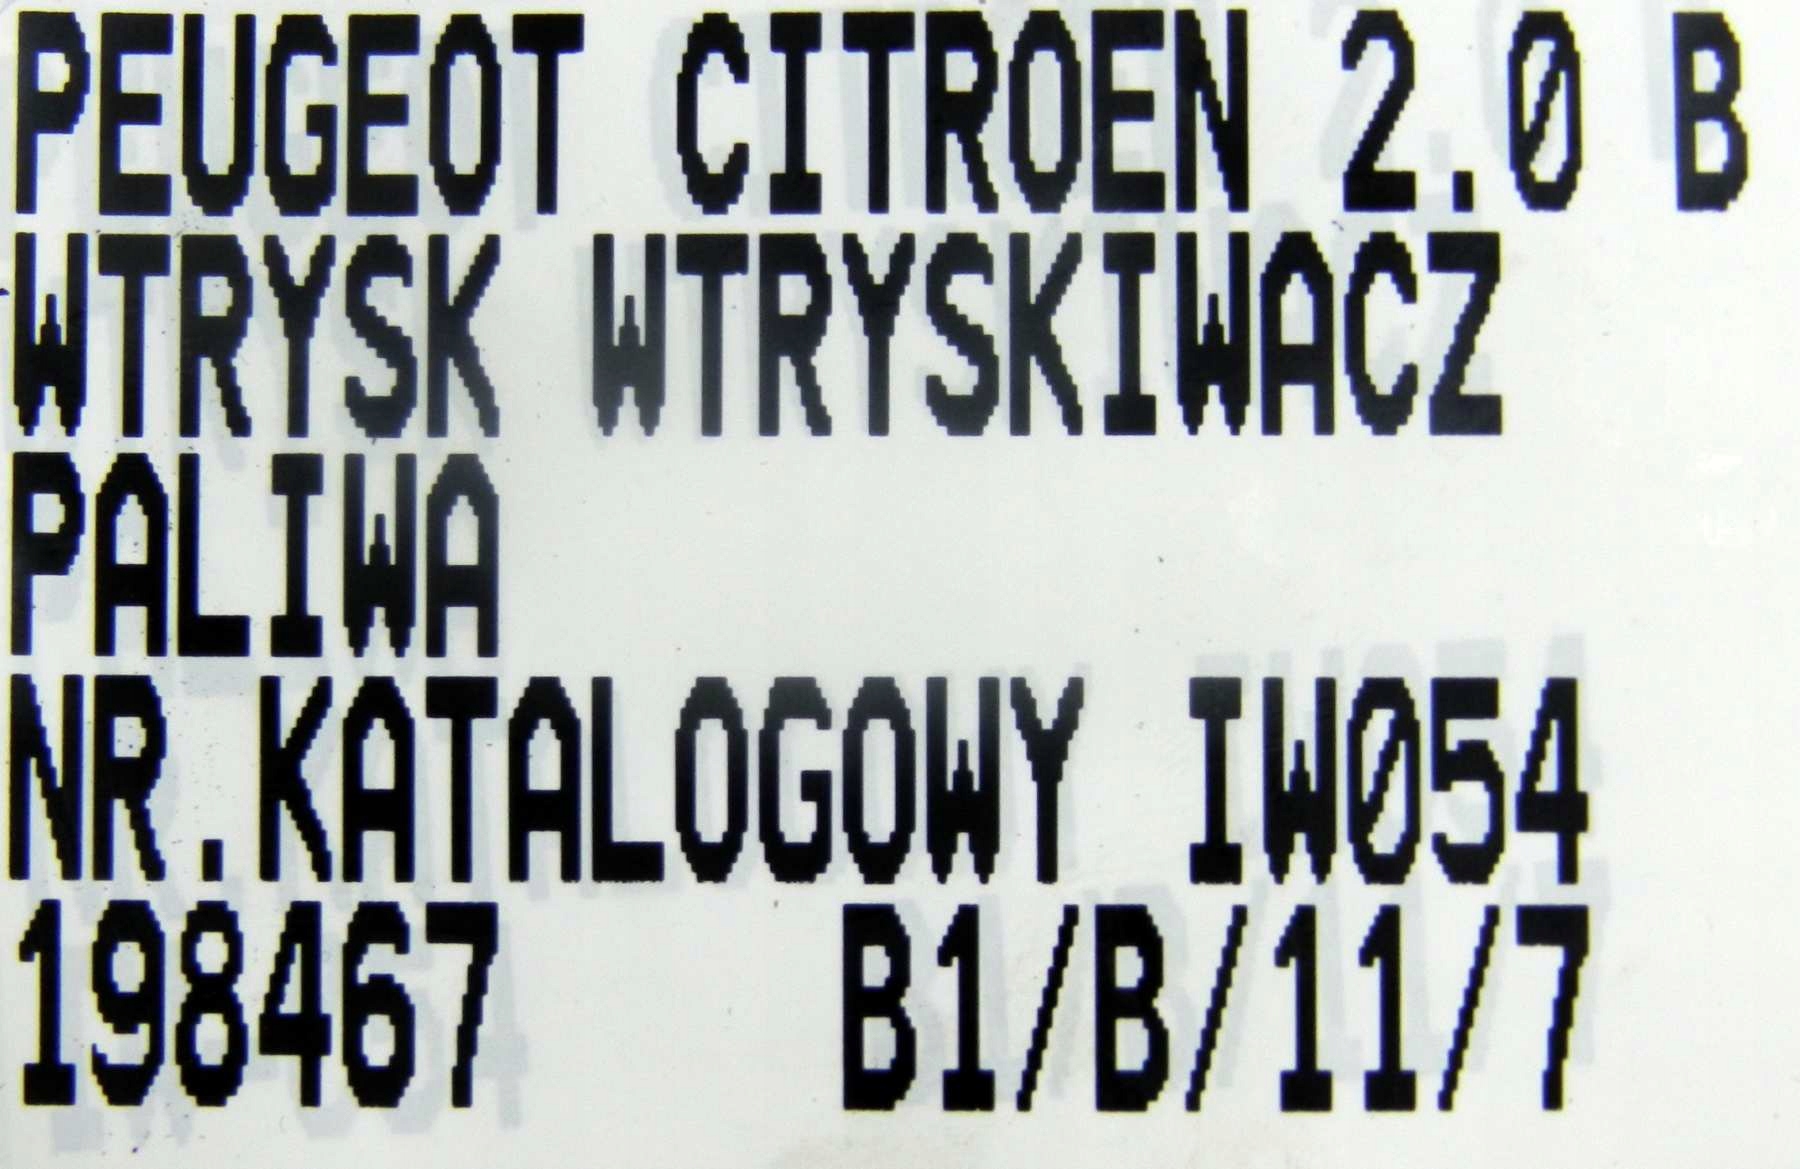 PEUGEOT CITROEN 2.0 B
WTRYSK WTRYSKIWACZ
PALIWA
NR.KATALOGOWY IW054
198467 B1/B/11/7